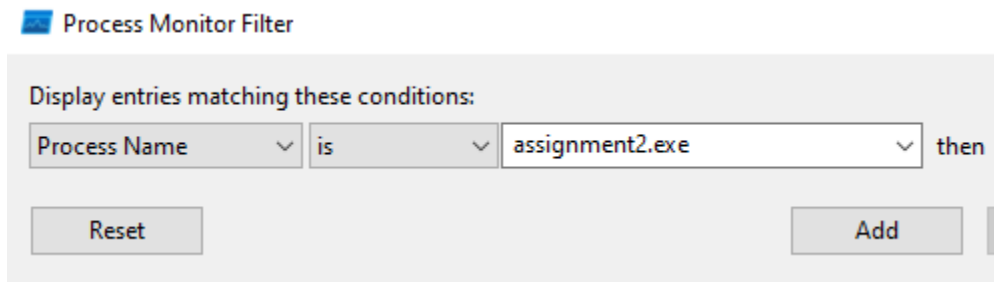 Process Monitor Filter
Display entries matching these conditions:
Process Name is assignment2.exe then
Reset Add